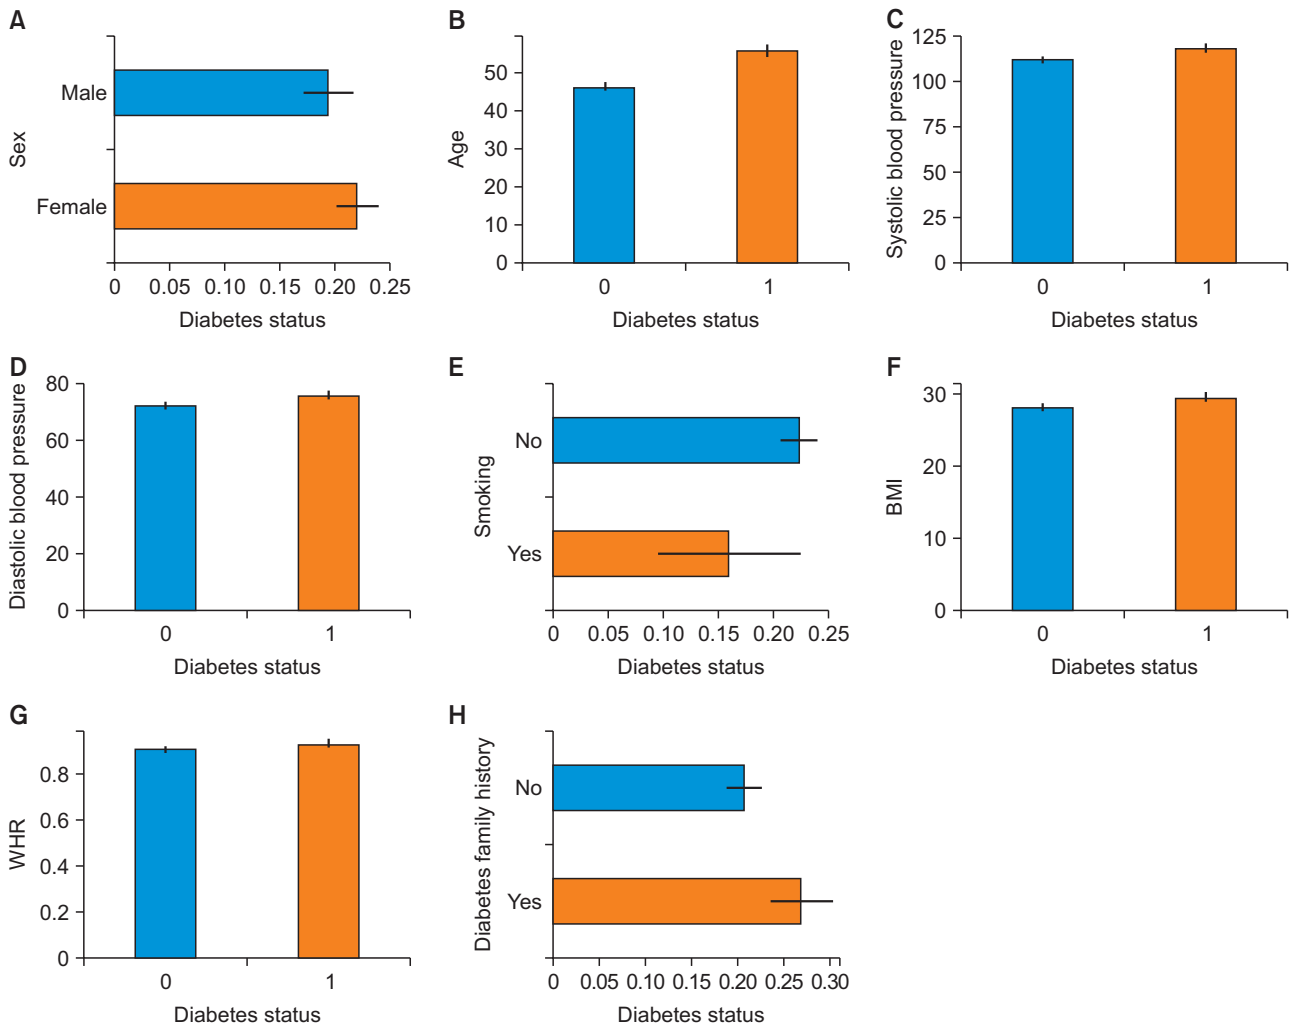 A
Sex
Male
Female
0 0.05 0.10 0.15 0.20 0.25
Diabetes status
B
Age
50
40
30
20
10
0
0 1
Diabetes status
C
Systolic blood pressure
125
100
75
50
25
0
0 1
Diabetes status
D
Diastolic blood pressure
80
60
40
20
0
0 1
Diabetes status
E
Smoking
No
Yes
0 0.05 0.10 0.15 0.20 0.25
Diabetes status
F
BMI
30
20
10
0
0 1
Diabetes status
G
WHR
0.8
0.6
0.4
0.2
0
0 1
Diabetes status
H
Diabetes family history
No
Yes
0 0.05 0.10 0.15 0.20 0.25 0.30
Diabetes status